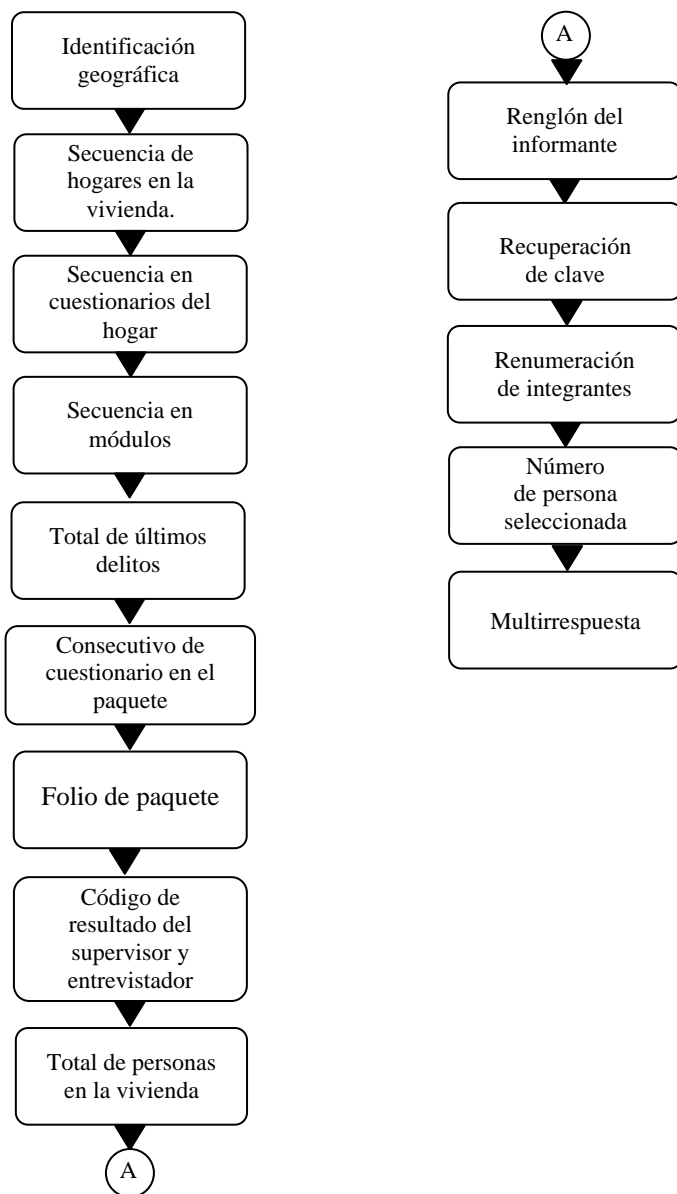 Identificación
geográfica
Secuencia de
hogares en la
vivienda.
Secuencia en
cuestionarios del
hogar
Secuencia en
módulos
Total de últimos
delitos
Consecutivo de
cuestionario en el
paquete
Folio de paquete
Código de
resultado del
supervisor y
entrevistador
Total de personas
en la vivienda
A
A
Renglón del
informante
Recuperación
de clave
Renumeración
de integrantes
Número
de persona
seleccionada
Multirrespuesta